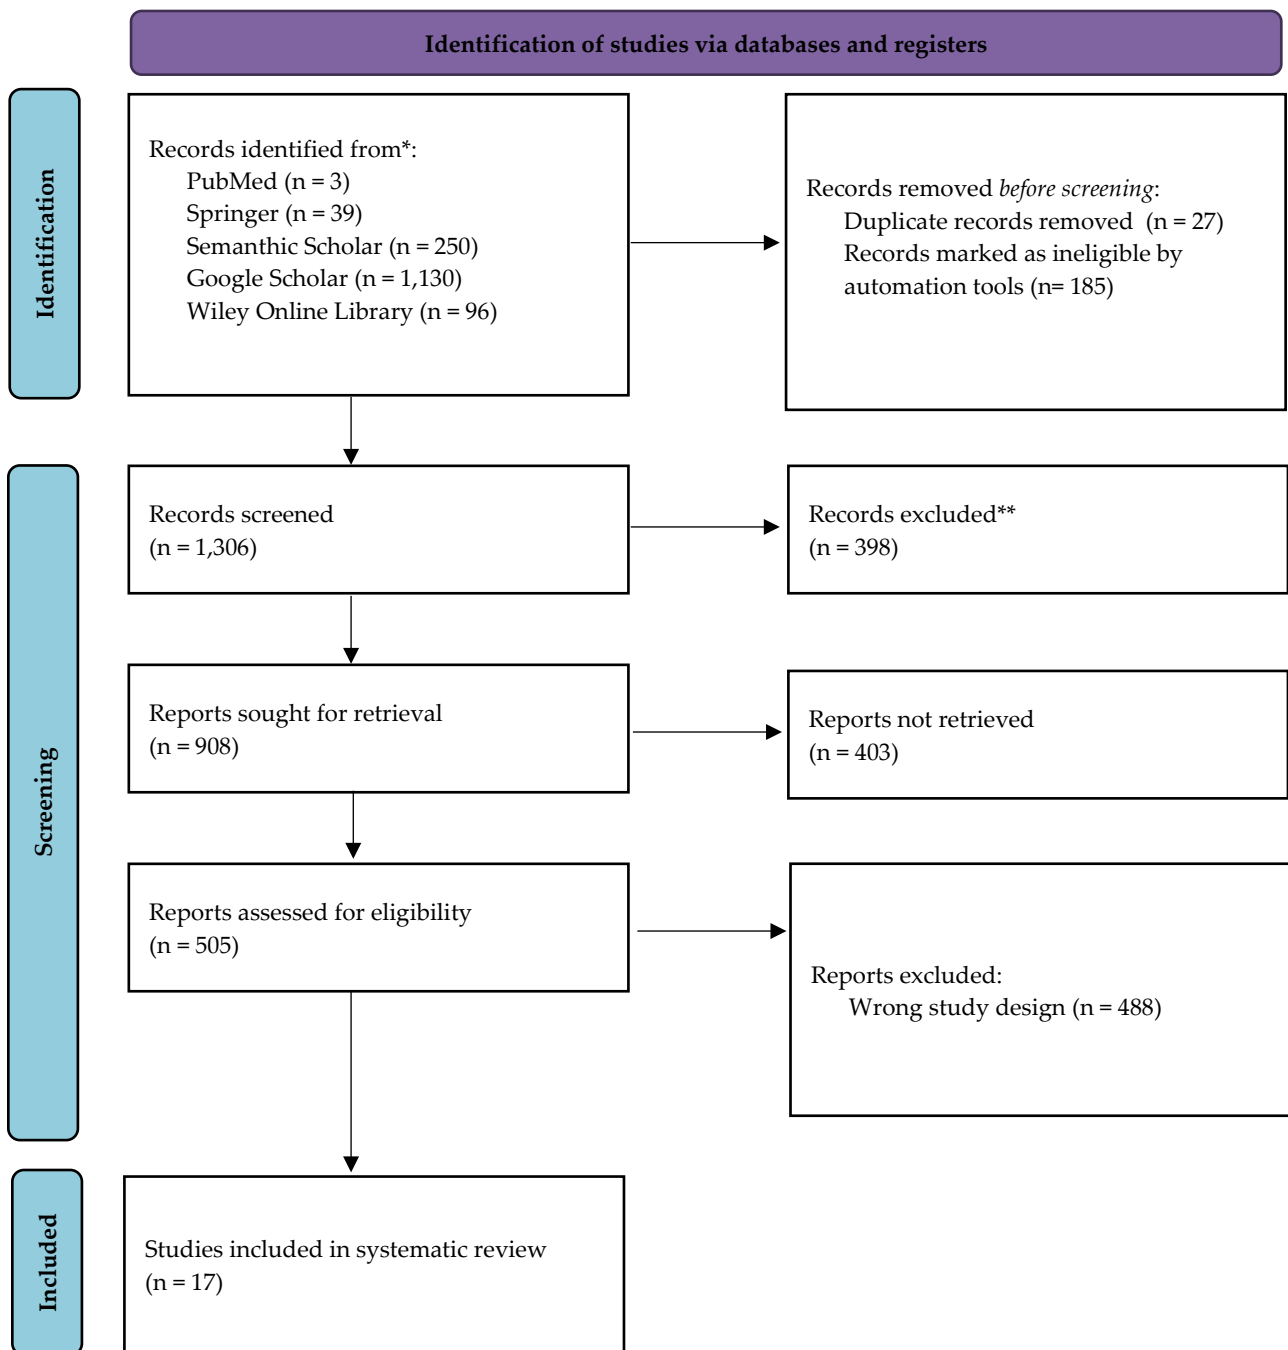 Identification of studies via databases and registers
Identification
Records identified from*:
PubMed (n = 3)
Springer (n = 39)
Semanthic Scholar (n = 250)
Google Scholar (n = 1,130)
Wiley Online Library (n = 96)
Records removed before screening:
Duplicate records removed (n = 27)
Records marked as ineligible by
automation tools (n= 185)
Screening
Records screened
(n = 1,306)
Records excluded**
(n = 398)
Reports sought for retrieval
(n = 908)
Reports not retrieved
(n = 403)
Reports assessed for eligibility
(n = 505)
Reports excluded:
Wrong study design (n = 488)
Included
Studies included in systematic review
(n = 17)